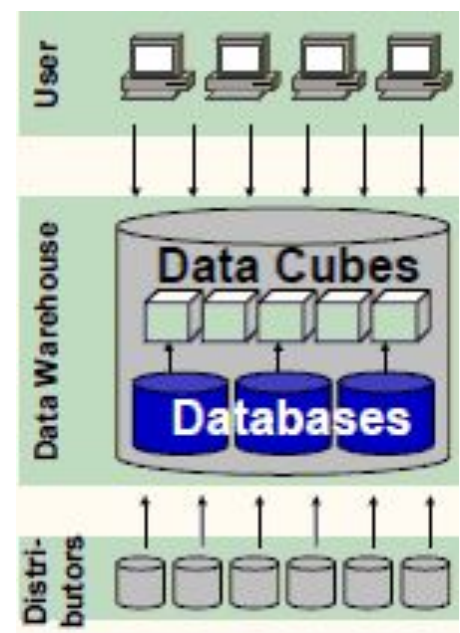 User
Data Warehouse
Data Cubes
Databases
Distri-
butors